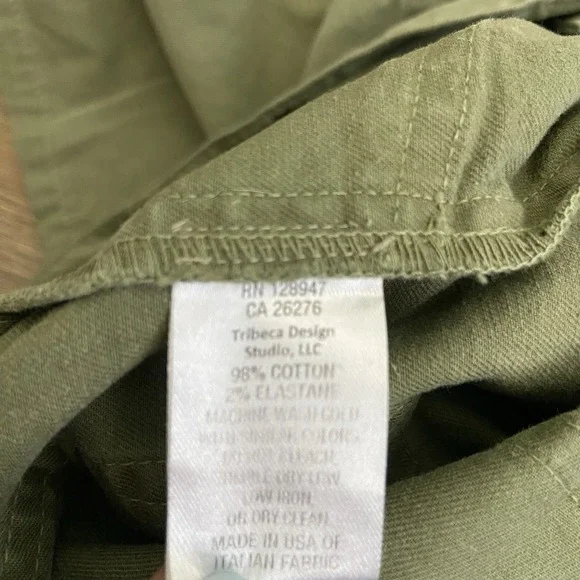 RN 128947
CA 26276
Tribeca Design
Studio, LLC
98% COTTON
2% ELASTANE
MACHINE WASH COLD
WITH SIMILAR COLORS
DO NOT BLEACH
TUMBLE DRY LOW
LOW IRON
OR DRY CLEAN
MADE IN USA OF
ITALIAN FABRIC